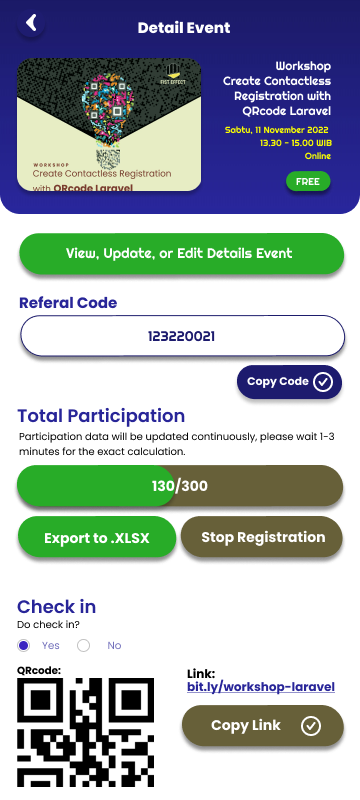 Detail Event
FIST EFFECT
WORKSHOP
Create Contactless Registration
with QRcode Laravel
Workshop
Create Contactless
Registration with
QRcode Laravel
Sabtu, 11 November 2022
13.30 - 15.00 WIB
Online
FREE
View, Update, or Edit Details Event
Referal Code
123220021
Copy Code
Total Participation
Participation data will be updated continuously, please wait 1-3
minutes for the exact calculation.
130/300
Export to .XLSX
Stop Registration
Check in
Do check in?
Yes
No
QRcode:
Link:
bit.ly/workshop-laravel
Copy Link